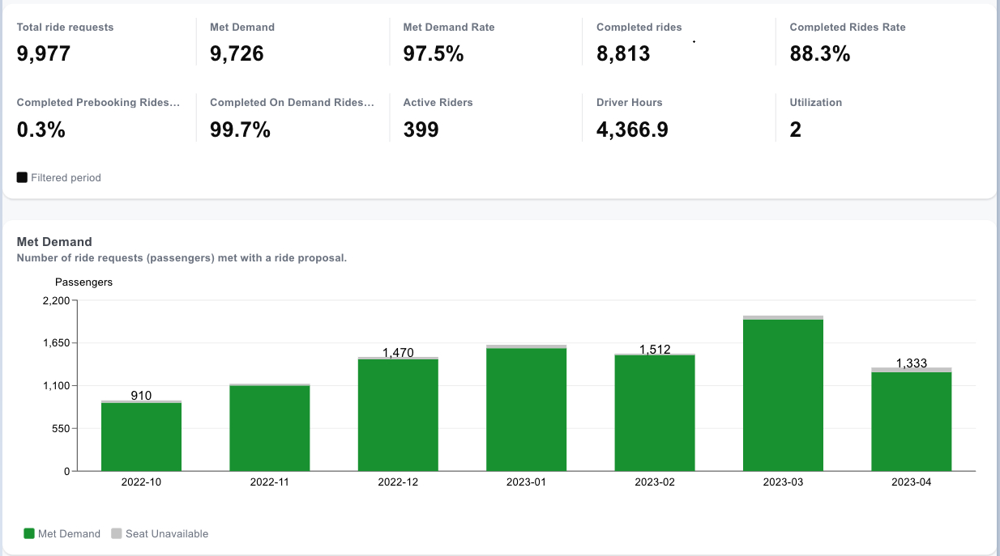 Total ride requests Met Demand Met Demand Rate Completed rides Completed Rides Rate
9,977 9,726 97.5% 8,813 88.3%
Completed Prebooking Rides... Completed On Demand Rides... Active Riders Driver Hours Utilization
0.3% 99.7% 399 4,366.9 2
Filtered period
Met Demand
Number of ride requests (passengers) met with a ride proposal.
Passengers
2,200
1,650
1,100
550
0
910 1,470 1,512 1,333
2022-10 2022-11 2022-12 2023-01 2023-02 2023-03 2023-04
Met Demand Seat Unavailable